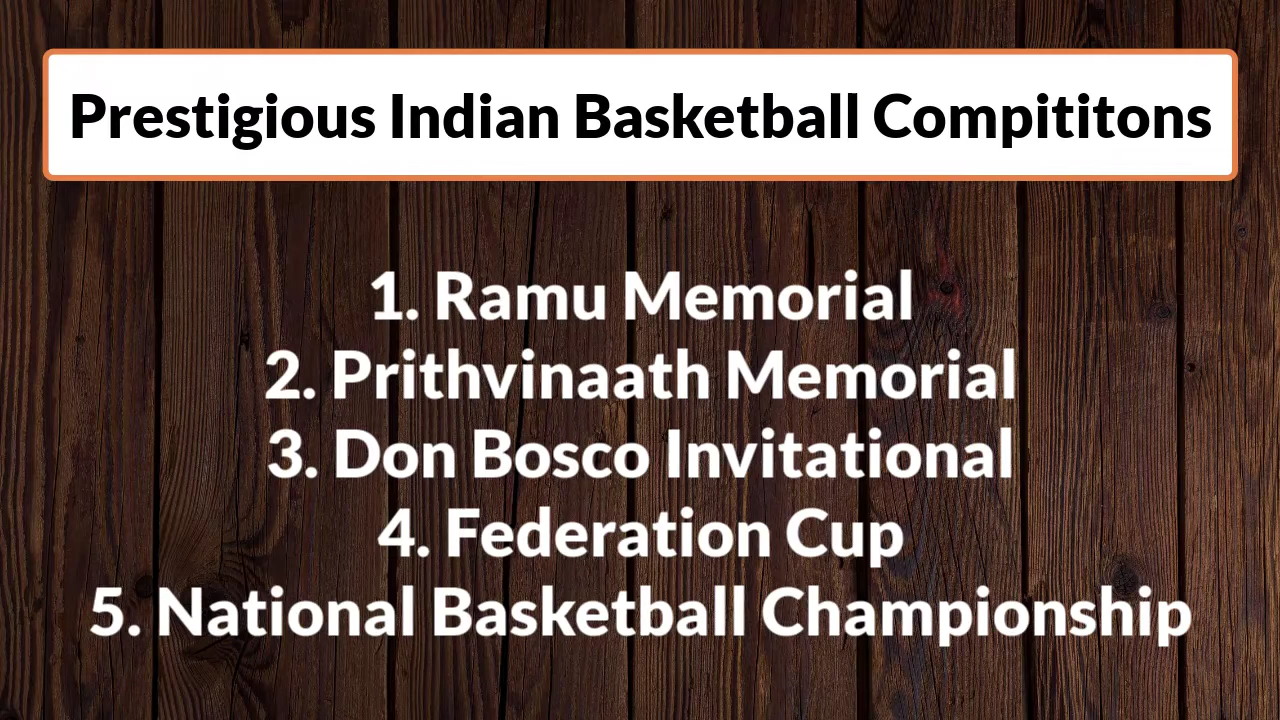 Prestigious Indian Basketball Compititons
1. Ramu Memorial
2. Prithvinaath Memorial
3. Don Bosco Invitational
4. Federation Cup
5. National Basketball Championship